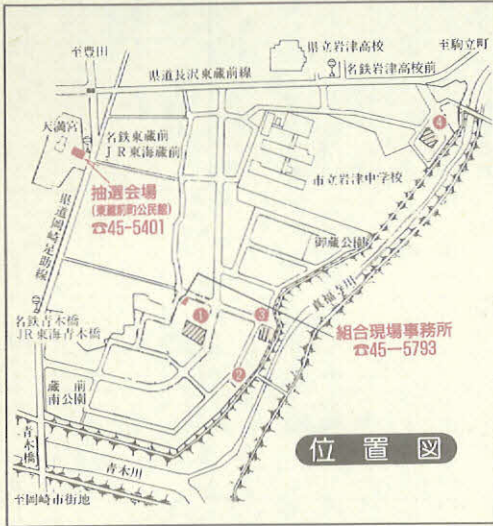 至豊田
県立岩津高校
至駒立町
県道長沢東蔵前線
名鉄岩津高校前
天満宮
名鉄東蔵前
JR東海蔵前
④
抽選会場
(東蔵前町公民館)
☎45-5401
市立岩津中学校
県道岡崎足助線
御蔵公園
真福寺川
①
③
名鉄青木橋
JR東海青木橋
組合現場事務所
☎45-5793
②
蔵前
南公園
青木橋
青木川
位置図
至岡崎市街地